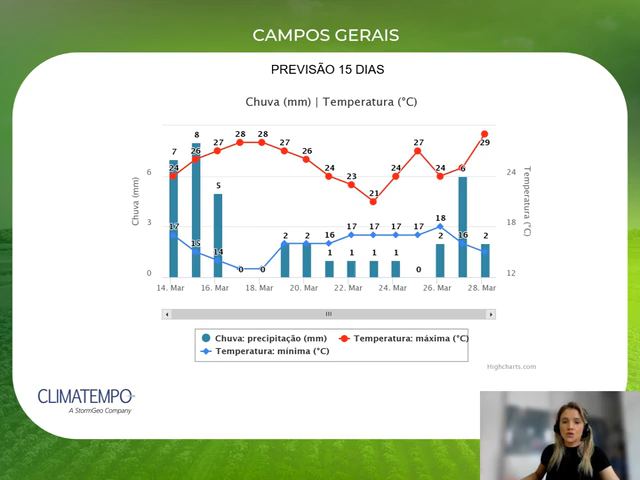 CAMPOS GERAIS
PREVISÃO 15 DIAS
Chuva (mm) | Temperatura (°C)
Chuva (mm)
6
3
0
Temperatura (°C)
24
18
12
7 8 5 0 0 2 2 1 1 1 1 0 2 6 2
24 26 27 28 28 27 26 24 23 21 24 27 24 29
17 15 14 16 17 17 17 17 18 16
14. Mar 16. Mar 18. Mar 20. Mar 22. Mar 24. Mar 26. Mar 28. Mar
Chuva: precipitação (mm) Temperatura: máxima (°C)
Temperatura: mínima (°C)
Highcharts.com
CLIMATEMPO
A StormGeo Company